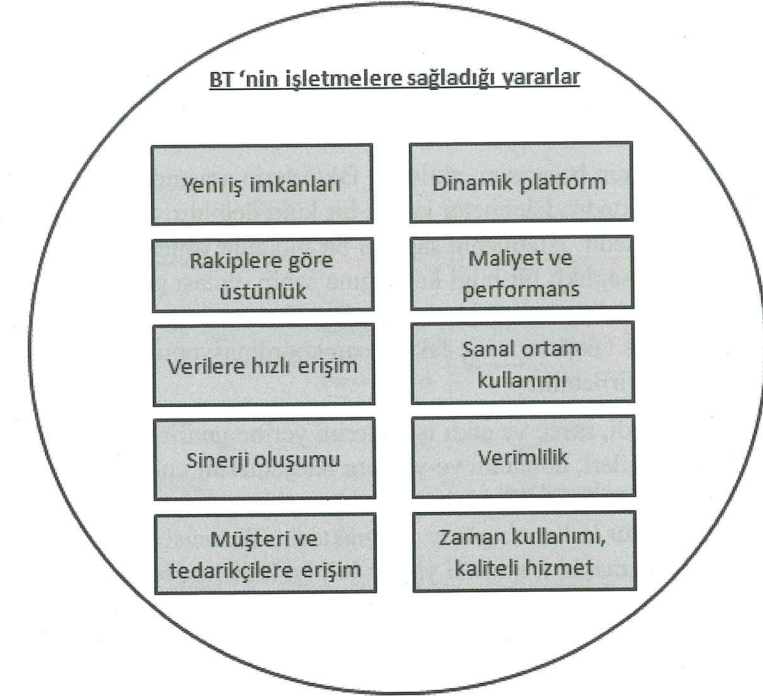 BT 'nin işletmelere sağladığı yararlar
Yeni iş imkanları
Dinamik platform
Rakiplere göre
üstünlük
Maliyet ve
performans
Verilere hızlı erişim
Sanal ortam
kullanımı
Sinerji oluşumu
Verimlilik
Müşteri ve
tedarikçilere erişim
Zaman kullanımı,
kaliteli hizmet